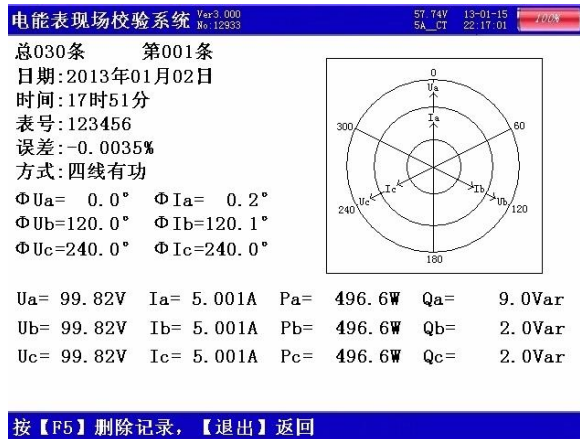 电能表现场校验系统 Ver3.000 No:12933 57.74V 5A_CT 13-01-15 22:17:01 100%
总030条 第001条
日期:2013年01月02日
时间:17时51分
表号:123456
误差:-0.0035%
方式:四线有功
ΦUa= 0.0° ΦIa= 0.2°
ΦUb=120.0° ΦIb=120.1°
ΦUc=240.0° ΦIc=240.0°
0
Ua
Ia
300 60
Ic Ib
Uc Ub
240 120
180
Ua= 99.82V Ia= 5.001A Pa= 496.6W Qa= 9.0Var
Ub= 99.82V Ib= 5.001A Pb= 496.6W Qb= 2.0Var
Uc= 99.82V Ic= 5.001A Pc= 496.6W Qc= 2.0Var
按【F5】删除记录，【退出】返回